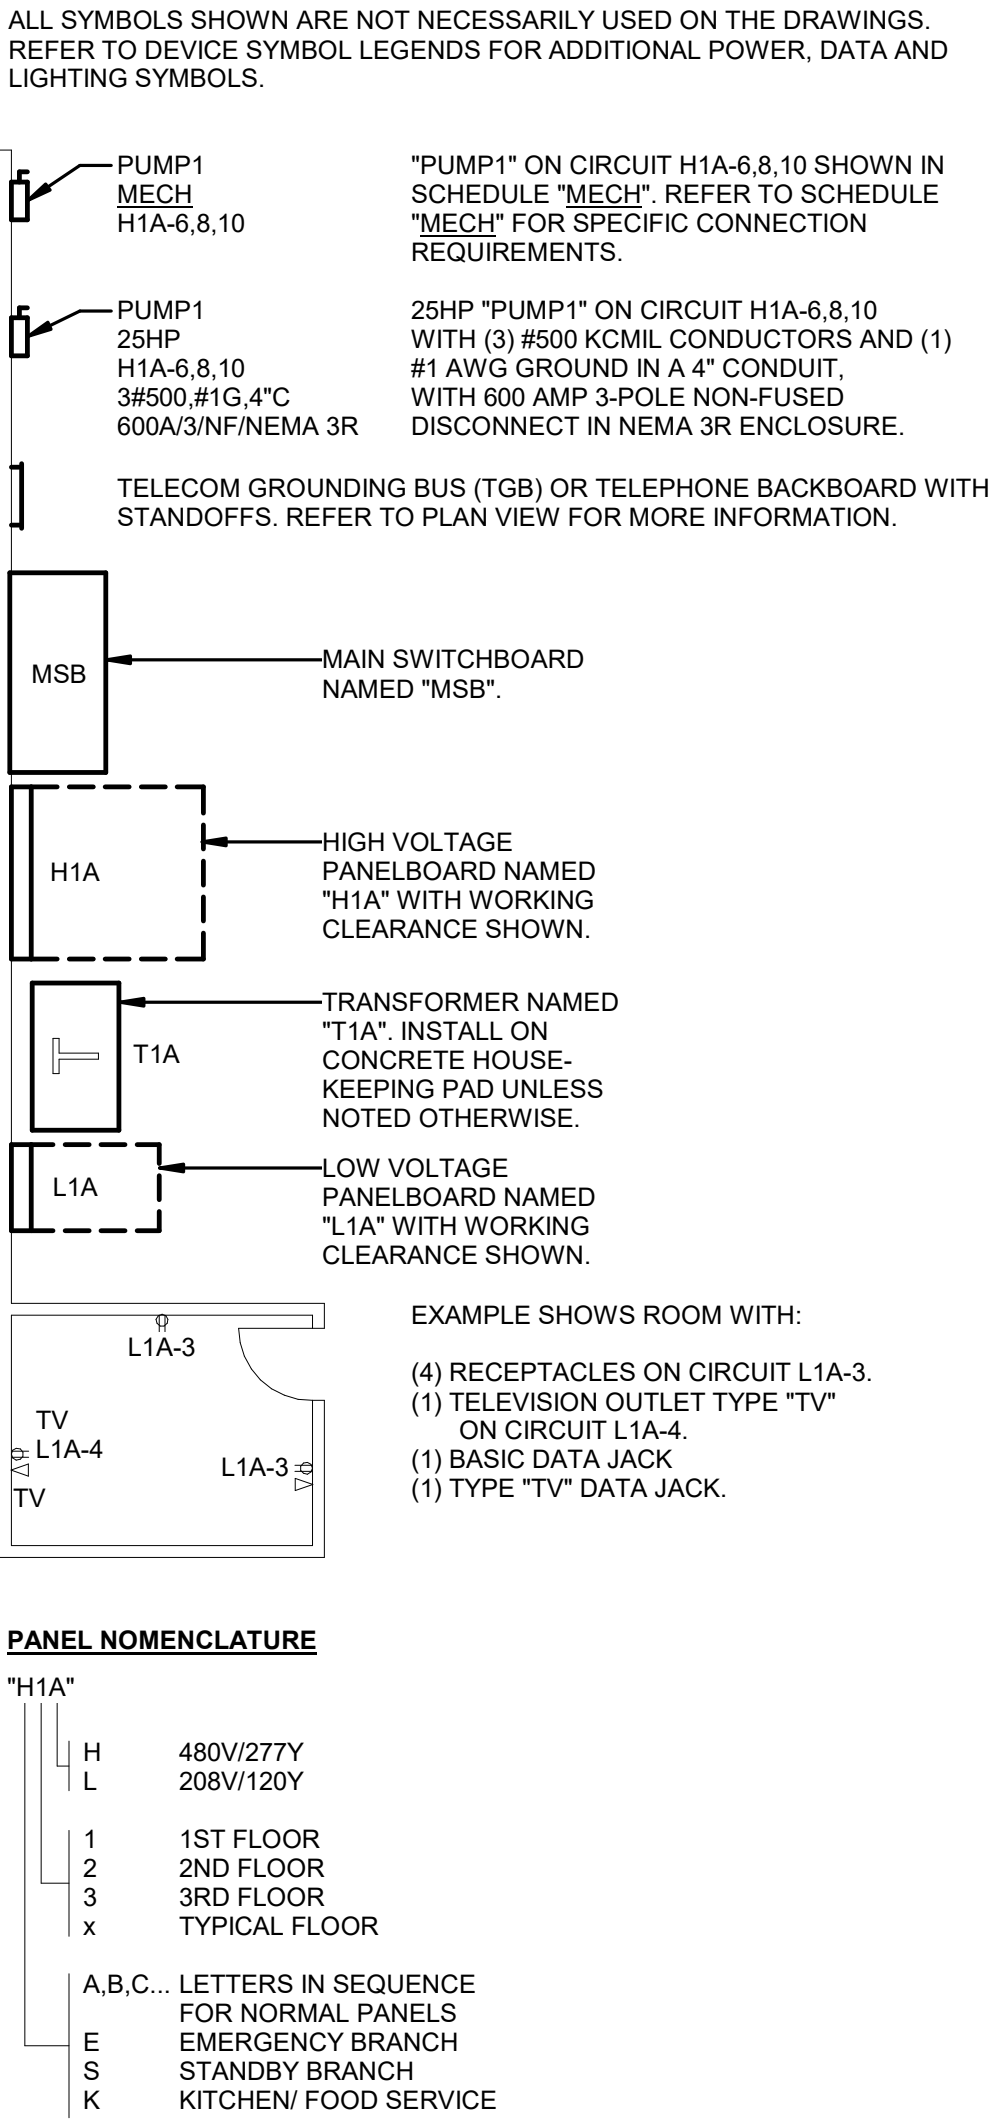 ALL SYMBOLS SHOWN ARE NOT NECESSARILY USED ON THE DRAWINGS.
REFER TO DEVICE SYMBOL LEGENDS FOR ADDITIONAL POWER, DATA AND
LIGHTING SYMBOLS.
PUMP1
MECH
H1A-6,8,10
"PUMP1" ON CIRCUIT H1A-6,8,10 SHOWN IN
SCHEDULE "MECH". REFER TO SCHEDULE
"MECH" FOR SPECIFIC CONNECTION
REQUIREMENTS.
PUMP1
25HP
H1A-6,8,10
3#500,#1G,4"C
600A/3/NF/NEMA 3R
25HP "PUMP1" ON CIRCUIT H1A-6,8,10
WITH (3) #500 KCMIL CONDUCTORS AND (1)
#1 AWG GROUND IN A 4" CONDUIT,
WITH 600 AMP 3-POLE NON-FUSED
DISCONNECT IN NEMA 3R ENCLOSURE.
TELECOM GROUNDING BUS (TGB) OR TELEPHONE BACKBOARD WITH
STANDOFFS. REFER TO PLAN VIEW FOR MORE INFORMATION.
MSB
MAIN SWITCHBOARD
NAMED "MSB".
H1A
HIGH VOLTAGE
PANELBOARD NAMED
"H1A" WITH WORKING
CLEARANCE SHOWN.
T
T1A
TRANSFORMER NAMED
"T1A". INSTALL ON
CONCRETE HOUSE-
KEEPING PAD UNLESS
NOTED OTHERWISE.
L1A
LOW VOLTAGE
PANELBOARD NAMED
"L1A" WITH WORKING
CLEARANCE SHOWN.
L1A-3
TV
L1A-4
TV
L1A-3
EXAMPLE SHOWS ROOM WITH:
(4) RECEPTACLES ON CIRCUIT L1A-3.
(1) TELEVISION OUTLET TYPE "TV"
ON CIRCUIT L1A-4.
(1) BASIC DATA JACK
(1) TYPE "TV" DATA JACK.
PANEL NOMENCLATURE
"H1A"
H 480V/277Y
L 208V/120Y
1 1ST FLOOR
2 2ND FLOOR
3 3RD FLOOR
x TYPICAL FLOOR
A,B,C... LETTERS IN SEQUENCE
FOR NORMAL PANELS
E EMERGENCY BRANCH
S STANDBY BRANCH
K KITCHEN/ FOOD SERVICE